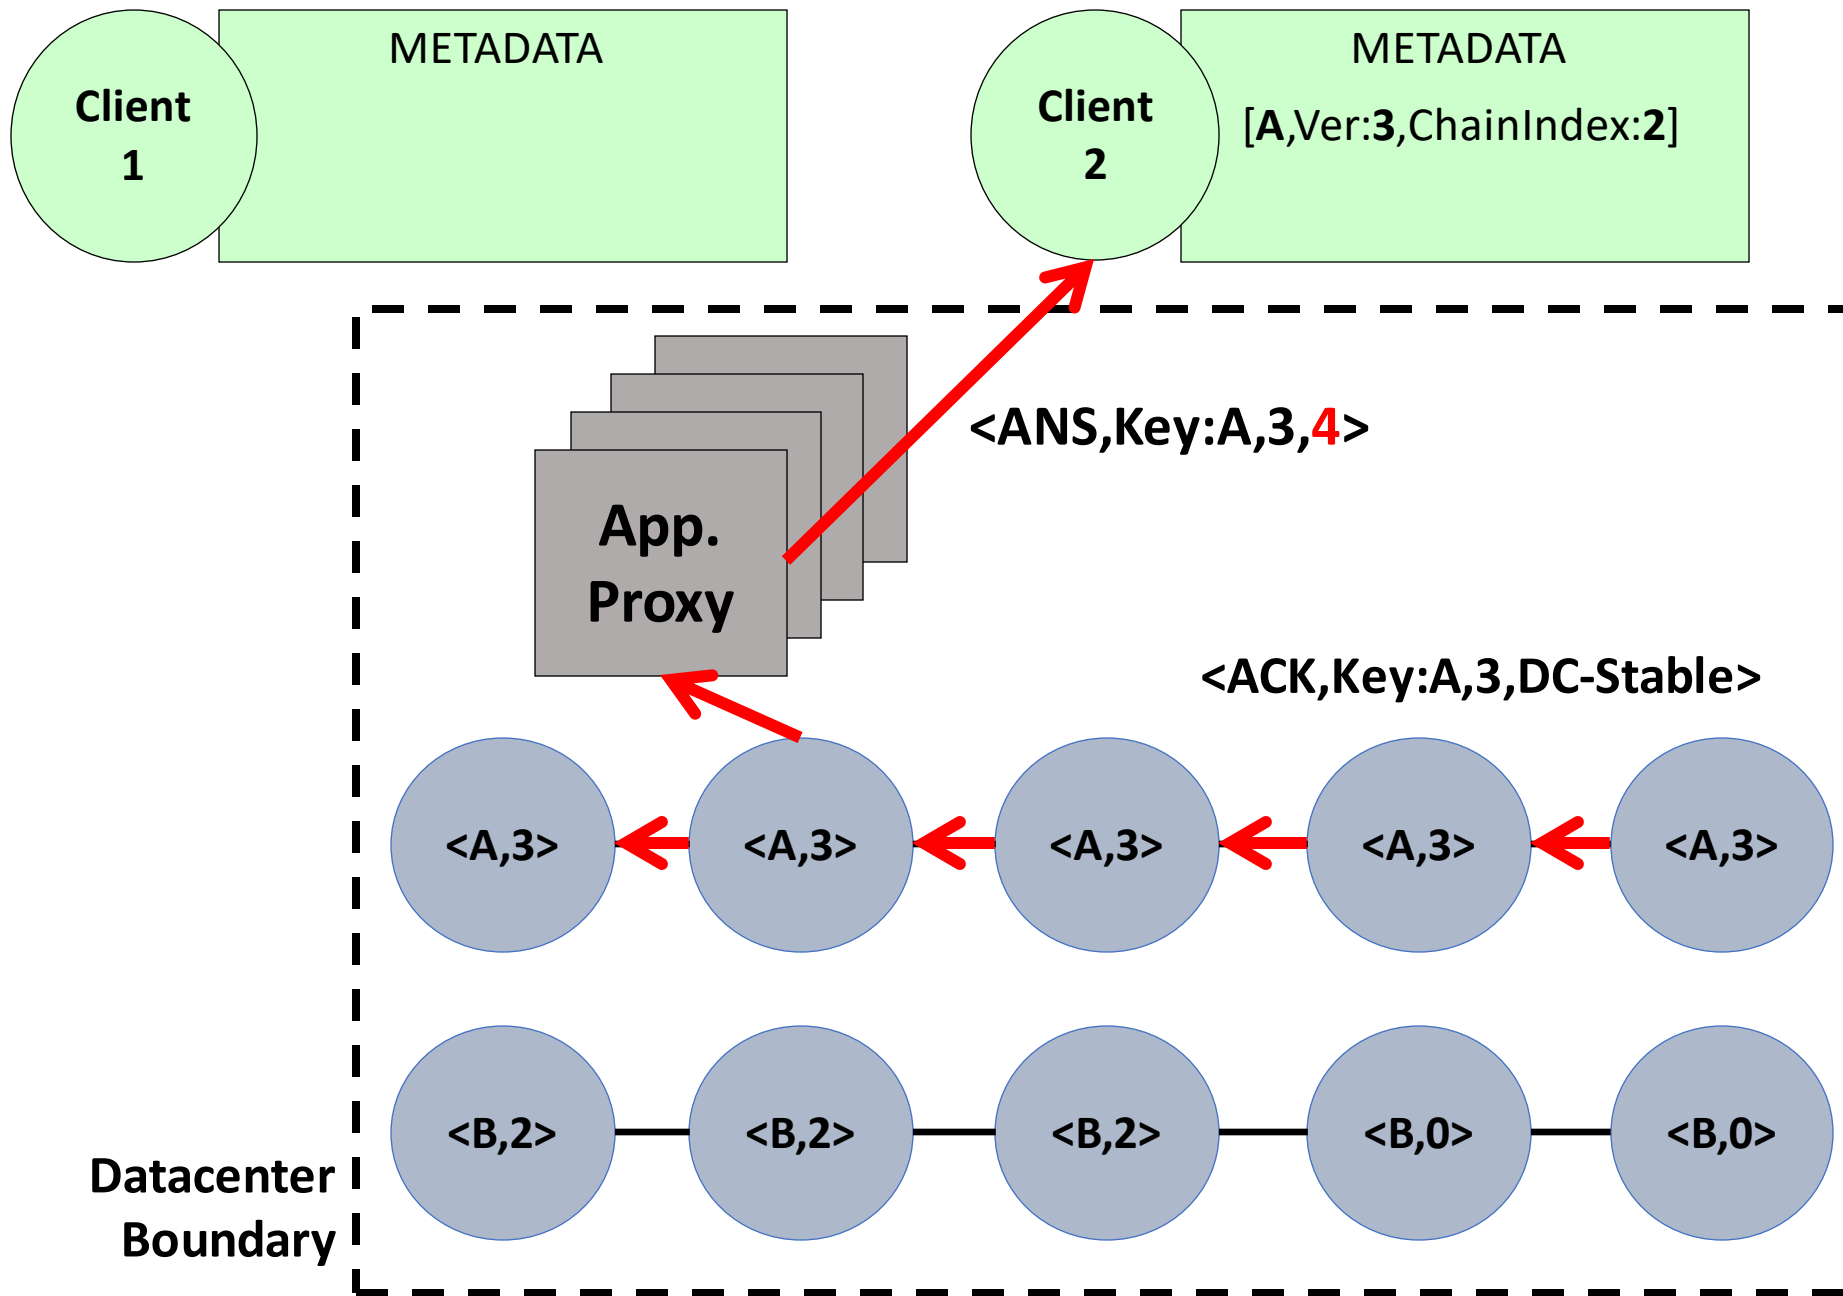 METADATA
Client
1
METADATA
Client
2
[A,Ver:3,ChainIndex:2]
<ANS,Key:A,3,4>
App.
Proxy
<ACK,Key:A,3,DC-Stable>
<A,3>
<A,3>
<A,3>
<A,3>
<A,3>
<B,2>
<B,2>
<B,2>
<B,0>
<B,0>
Datacenter
Boundary